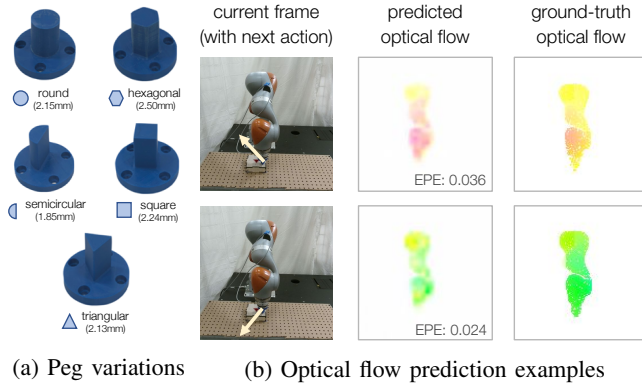 round
(2.15mm)
hexagonal
(2.50mm)
semicircular
(1.85mm)
square
(2.24mm)
triangular
(2.13mm)
(a) Peg variations
current frame
(with next action)
predicted
optical flow
ground-truth
optical flow
EPE: 0.036
EPE: 0.024
(b) Optical flow prediction examples